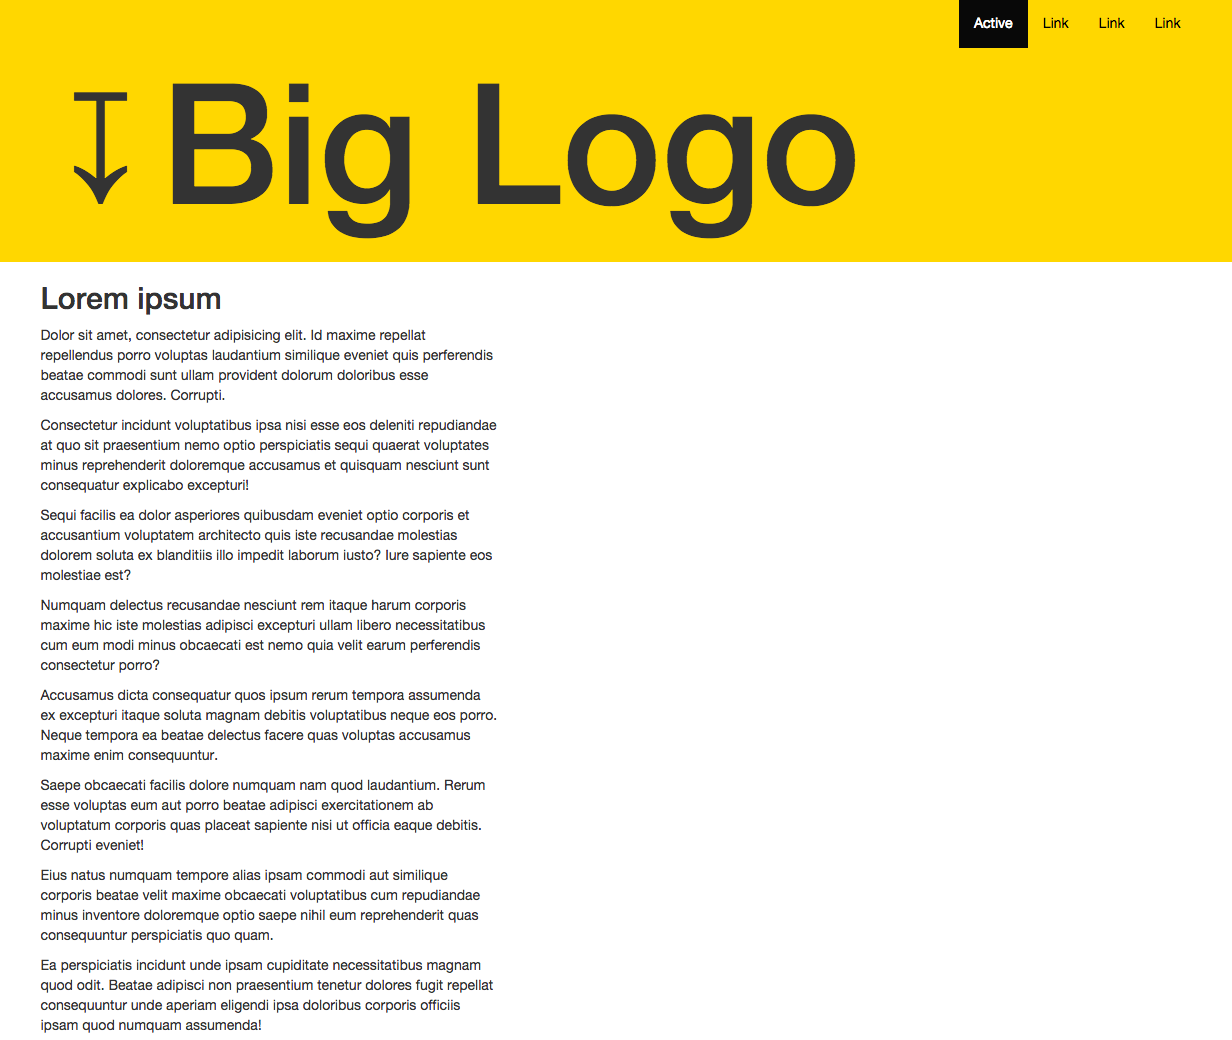 Active Link Link Link
↧Big Logo
Lorem ipsum
Dolor sit amet, consectetur adipisicing elit. Id maxime repellat
repellendus porro voluptas laudantium similique eveniet quis perferendis
beatae commodi sunt ullam provident dolorum doloribus esse
accusamus dolores. Corrupti.
Consectetur incidunt voluptatibus ipsa nisi esse eos deleniti repudiandae
at quo sit praesentium nemo optio perspiciatis sequi quaerat voluptates
minus reprehenderit doloremque accusamus et quisquam nesciunt sunt
consequatur explicabo excepturi!
Sequi facilis ea dolor asperiores quibusdam eveniet optio corporis et
accusantium voluptatem architecto quis iste recusandae molestias
dolorem soluta ex blanditiis illo impedit laborum iusto? Iure sapiente eos
molestiae est?
Numquam delectus recusandae nesciunt rem itaque harum corporis
maxime hic iste molestias adipisci excepturi ullam libero necessitatibus
cum eum modi minus obcaecati est nemo quia velit earum perferendis
consectetur porro?
Accusamus dicta consequatur quos ipsum rerum tempora assumenda
ex excepturi itaque soluta magnam debitis voluptatibus neque eos porro.
Neque tempora ea beatae delectus facere quas voluptas accusamus
maxime enim consequuntur.
Saepe obcaecati facilis dolore numquam nam quod laudantium. Rerum
esse voluptas eum aut porro beatae adipisci exercitationem ab
voluptatum corporis quas placeat sapiente nisi ut officia eaque debitis.
Corrupti eveniet!
Eius natus numquam tempore alias ipsam commodi aut similique
corporis beatae velit maxime obcaecati voluptatibus cum repudiandae
minus inventore doloremque optio saepe nihil eum reprehenderit quas
consequuntur perspiciatis quo quam.
Ea perspiciatis incidunt unde ipsam cupiditate necessitatibus magnam
quod odit. Beatae adipisci non praesentium tenetur dolores fugit repellat
consequuntur unde aperiam eligendi ipsa doloribus corporis officiis
ipsam quod numquam assumenda!